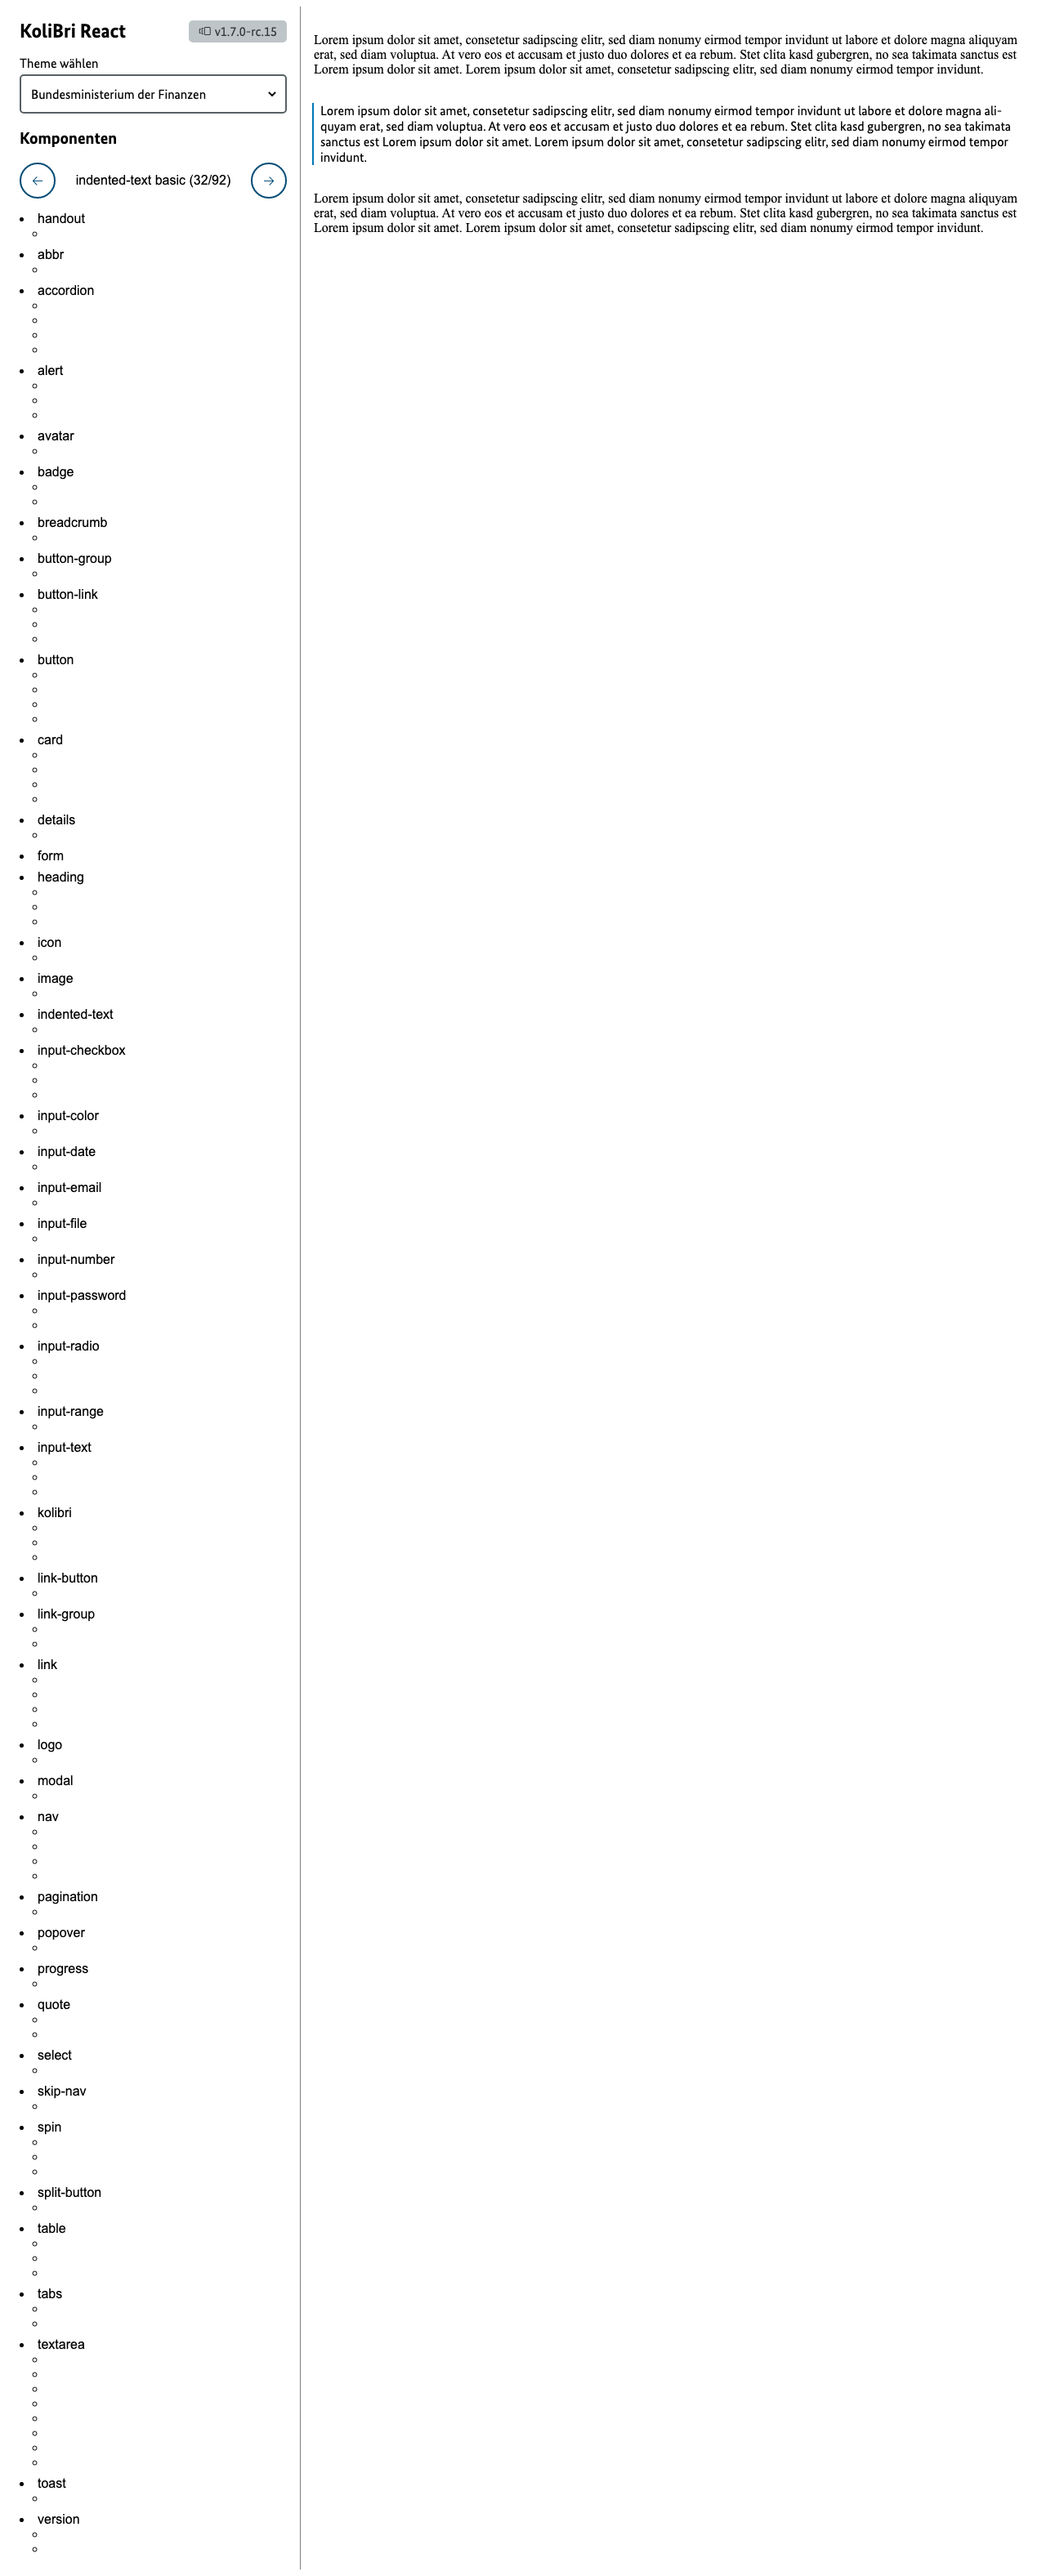 KoliBri React
v1.7.0-rc.15
Theme wählen
Bundesministerium der Finanzen
Komponenten
indented-text basic (32/92)
handout
abbr
accordion
alert
avatar
badge
breadcrumb
button-group
button-link
button
card
details
form
heading
icon
image
indented-text
input-checkbox
input-color
input-date
input-email
input-file
input-number
input-password
input-radio
input-range
input-text
kolibri
link-button
link-group
link
logo
modal
nav
pagination
popover
progress
quote
select
skip-nav
spin
split-button
table
tabs
textarea
toast
version
Lorem ipsum dolor sit amet, consetetur sadipscing elitr, sed diam nonumy eirmod tempor invidunt ut labore et dolore magna aliquyam
erat, sed diam voluptua. At vero eos et accusam et justo duo dolores et ea rebum. Stet clita kasd gubergren, no sea takimata sanctus est
Lorem ipsum dolor sit amet. Lorem ipsum dolor sit amet, consetetur sadipscing elitr, sed diam nonumy eirmod tempor invidunt.
Lorem ipsum dolor sit amet, consetetur sadipscing elitr, sed diam nonumy eirmod tempor invidunt ut labore et dolore magna ali-
quyam erat, sed diam voluptua. At vero eos et accusam et justo duo dolores et ea rebum. Stet clita kasd gubergren, no sea takimata
sanctus est Lorem ipsum dolor sit amet. Lorem ipsum dolor sit amet, consetetur sadipscing elitr, sed diam nonumy eirmod tempor
invidunt.
Lorem ipsum dolor sit amet, consetetur sadipscing elitr, sed diam nonumy eirmod tempor invidunt ut labore et dolore magna aliquyam
erat, sed diam voluptua. At vero eos et accusam et justo duo dolores et ea rebum. Stet clita kasd gubergren, no sea takimata sanctus est
Lorem ipsum dolor sit amet. Lorem ipsum dolor sit amet, consetetur sadipscing elitr, sed diam nonumy eirmod tempor invidunt.